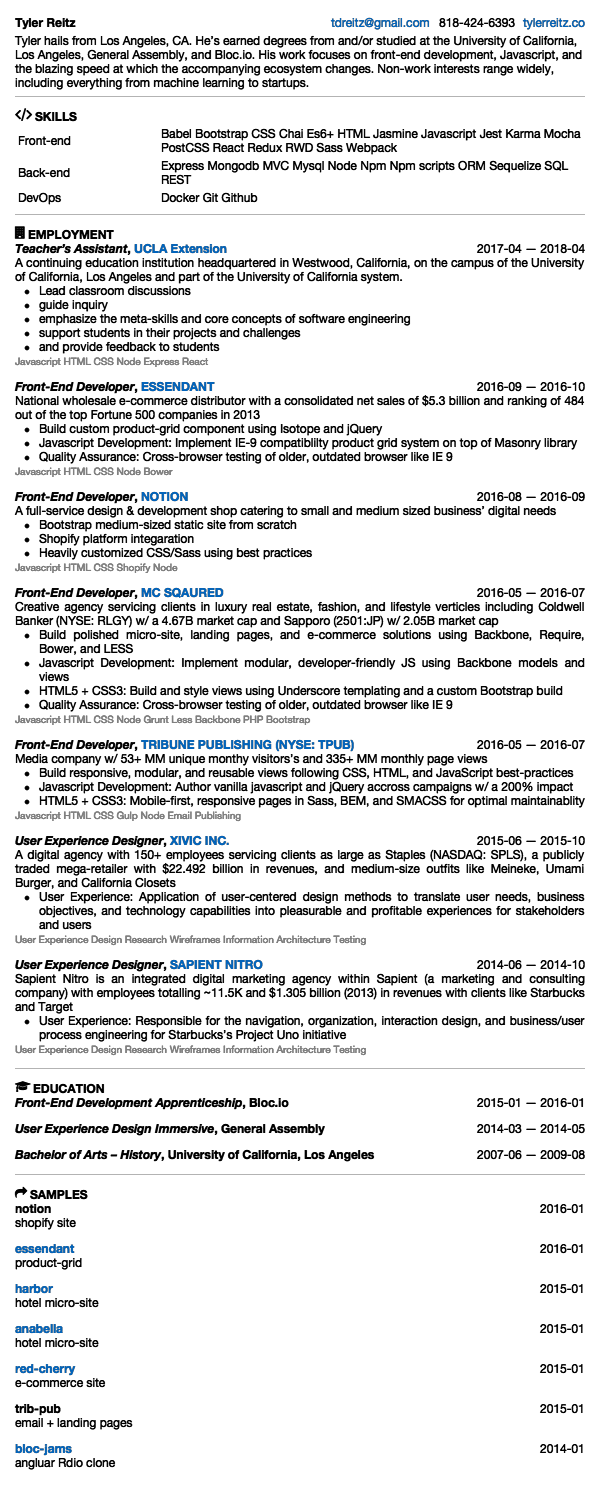 Tyler Reitz tdreitz@gmail.com 818-424-6393 tylerreitz.co
Tyler hails from Los Angeles, CA. He's earned degrees from and/or studied at the University of California,
Los Angeles, General Assembly, and Bloc.io. His work focuses on front-end development, Javascript, and
the blazing speed at which the accompanying ecosystem changes. Non-work interests range widely,
including everything from machine learning to startups.
</> SKILLS
Front-end Babel Bootstrap CSS Chai Es6+ HTML Jasmine Javascript Jest Karma Mocha
PostCSS React Redux RWD Sass Webpack
Back-end Express Mongodb MVC Mysql Node Npm Npm scripts ORM Sequelize SQL
REST
DevOps Docker Git Github
EMPLOYMENT
Teacher's Assistant, UCLA Extension 2017-04 — 2018-04
A continuing education institution headquartered in Westwood, California, on the campus of the University
of California, Los Angeles and part of the University of California system.
• Lead classroom discussions
• guide inquiry
• emphasize the meta-skills and core concepts of software engineering
• support students in their projects and challenges
• and provide feedback to students
Javascript HTML CSS Node Express React
Front-End Developer, ESSENDANT 2016-09 — 2016-10
National wholesale e-commerce distributor with a consolidated net sales of $5.3 billion and ranking of 484
out of the top Fortune 500 companies in 2013
• Build custom product-grid component using Isotope and jQuery
• Javascript Development: Implement IE-9 compatibilty product grid system on top of Masonry library
• Quality Assurance: Cross-browser testing of older, outdated browser like IE 9
Javascript HTML CSS Node Bower
Front-End Developer, NOTION 2016-08 — 2016-09
A full-service design & development shop catering to small and medium sized business' digital needs
• Bootstrap medium-sized static site from scratch
• Shopify platform integaration
• Heavily customized CSS/Sass using best practices
Javascript HTML CSS Shopify Node
Front-End Developer, MC SQAURED 2016-05 — 2016-07
Creative agency servicing clients in luxury real estate, fashion, and lifestyle verticles including Coldwell
Banker (NYSE: RLGY) w/ a 4.67B market cap and Sapporo (2501:JP) w/ 2.05B market cap
• Build polished micro-site, landing pages, and e-commerce solutions using Backbone, Require,
Bower, and LESS
• Javascript Development: Implement modular, developer-friendly JS using Backbone models and
views
• HTML5 + CSS3: Build and style views using Underscore templating and a custom Bootstrap build
• Quality Assurance: Cross-browser testing of older, outdated browser like IE 9
Javascript HTML CSS Node Grunt Less Backbone PHP Bootstrap
Front-End Developer, TRIBUNE PUBLISHING (NYSE: TPUB) 2016-05 — 2016-07
Media company w/ 53+ MM unique monthy visitors's and 335+ MM monthly page views
• Build responsive, modular, and reusable views following CSS, HTML, and JavaScript best-practices
• Javascript Development: Author vanilla javascript and jQuery accross campaigns w/ a 200% impact
• HTML5 + CSS3: Mobile-first, responsive pages in Sass, BEM, and SMACSS for optimal maintainablity
Javascript HTML CSS Gulp Node Email Publishing
User Experience Designer, XIVIC INC. 2015-06 — 2015-10
A digital agency with 150+ employees servicing clients as large as Staples (NASDAQ: SPLS), a publicly
traded mega-retailer with $22.492 billion in revenues, and medium-size outfits like Meineke, Umami
Burger, and California Closets
• User Experience: Application of user-centered design methods to translate user needs, business
objectives, and technology capabilities into pleasurable and profitable experiences for stakeholders
and users
User Experience Design Research Wireframes Information Architecture Testing
User Experience Designer, SAPIENT NITRO 2014-06 — 2014-10
Sapient Nitro is an integrated digital marketing agency within Sapient (a marketing and consulting
company) with employees totalling ~11.5K and $1.305 billion (2013) in revenues with clients like Starbucks
and Target
• User Experience: Responsible for the navigation, organization, interaction design, and business/user
process engineering for Starbucks's Project Uno initiative
User Experience Design Research Wireframes Information Architecture Testing
EDUCATION
Front-End Development Apprenticeship, Bloc.io 2015-01 — 2016-01
User Experience Design Immersive, General Assembly 2014-03 — 2014-05
Bachelor of Arts – History, University of California, Los Angeles 2007-06 — 2009-08
SAMPLES
notion 2016-01
shopify site
essendant 2016-01
product-grid
harbor 2015-01
hotel micro-site
anabella 2015-01
hotel micro-site
red-cherry 2015-01
e-commerce site
trib-pub 2015-01
email + landing pages
bloc-jams 2014-01
angluar Rdio clone